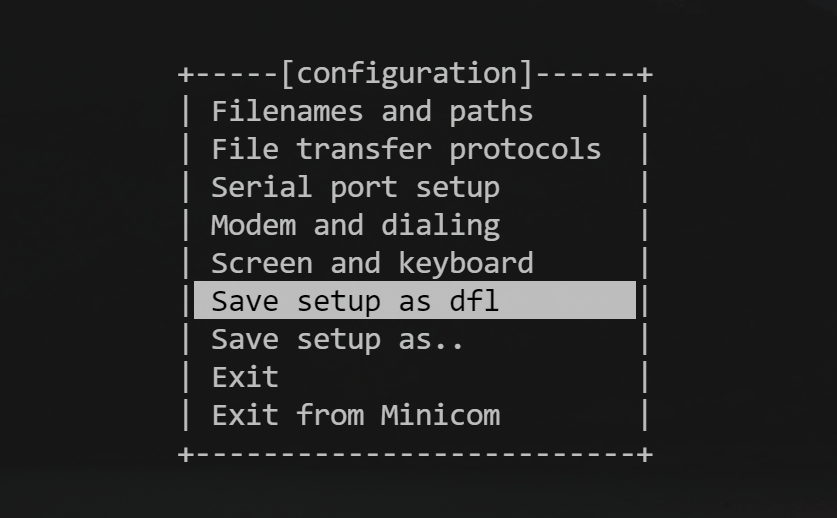 +-----[configuration]------+
| Filenames and paths      |
| File transfer protocols  |
| Serial port setup        |
| Modem and dialing        |
| Screen and keyboard      |
| Save setup as dfl        |
| Save setup as..          |
| Exit                     |
| Exit from Minicom        |
+--------------------------+